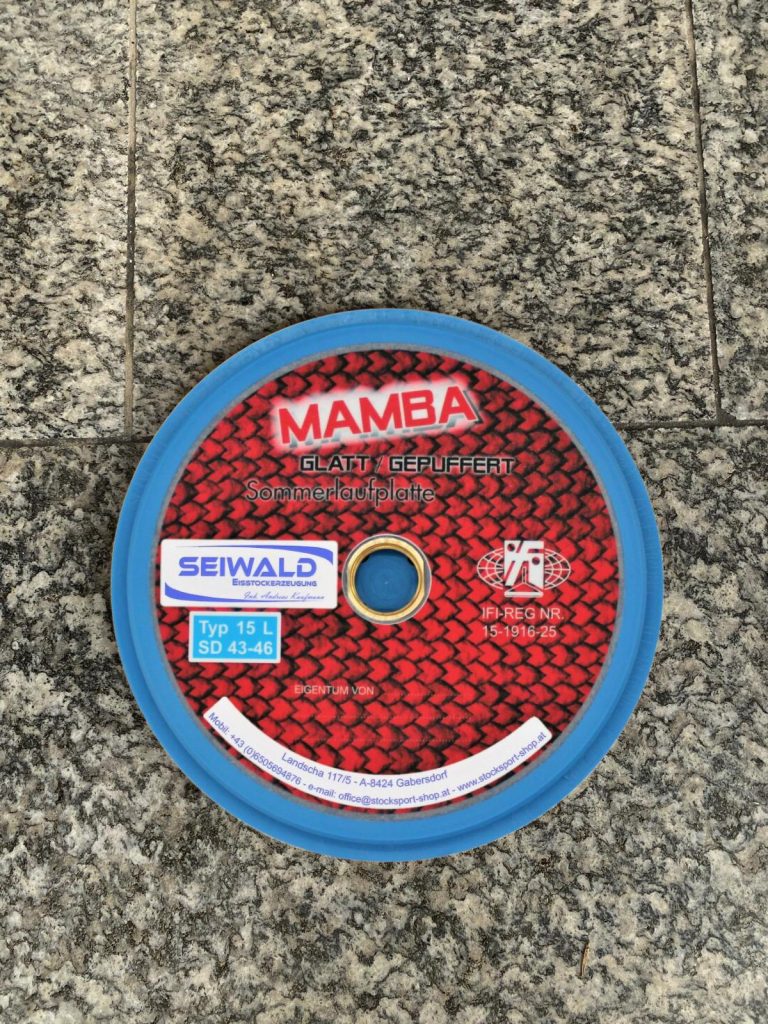 MAMBA
GLATT / GEPUFFERT
Sommerlaufplatte
SEIWALD
EISSTOCKERZEUGUNG
Inh. Andreas Kaufmann
Typ 15 L
SD 43-46
IFI-REG NR.
15-1916-25
EIGENTUM VON
Landscha 117/5 - A-8424 Gabersdorf
Mobil: +43 (0)6505694876 - e-mail: office@stocksport-shop.at - www.stocksport-shop.at